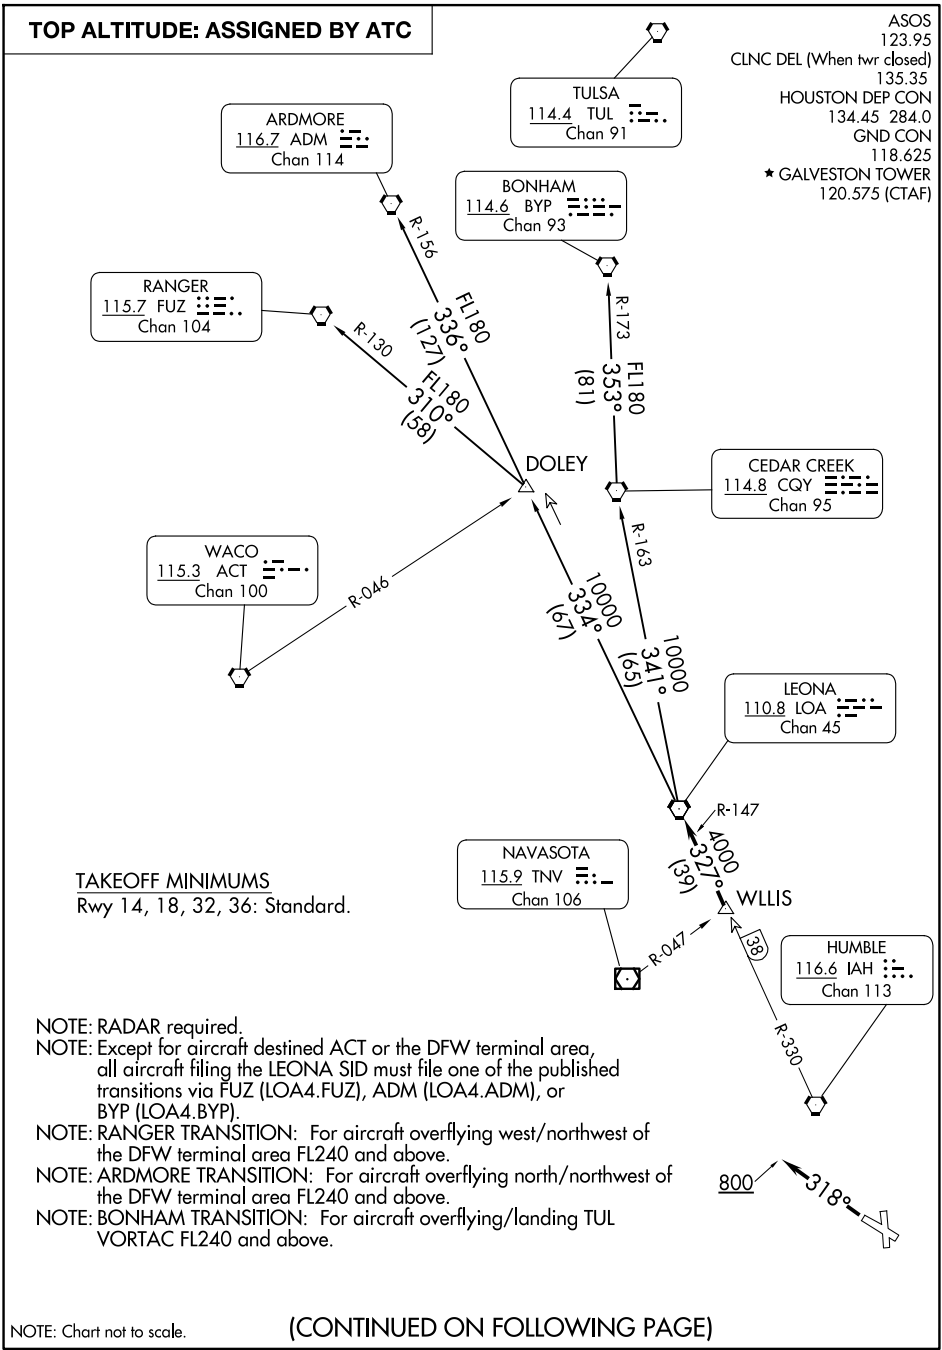 TOP ALTITUDE: ASSIGNED BY ATC
ASOS
123.95
CLNC DEL (When twr closed)
135.35
HOUSTON DEP CON
134.45 284.0
GND CON
118.625
★ GALVESTON TOWER
120.575 (CTAF)
TULSA
114.4 TUL
Chan 91
ARDMORE
116.7 ADM
Chan 114
BONHAM
114.6 BYP
Chan 93
RANGER
115.7 FUZ
Chan 104
R-156
R-130
R-173
FL180
336°
(127)
FL180
310°
(58)
FL180
353°
(81)
DOLEY
CEDAR CREEK
114.8 CQY
Chan 95
WACO
115.3 ACT
Chan 100
R-046
R-163
10000
334°
(67)
10000
341°
(65)
LEONA
110.8 LOA
Chan 45
R-147
4000
327°
(39)
NAVASOTA
115.9 TNV
Chan 106
WLLIS
R-047
38
HUMBLE
116.6 IAH
Chan 113
R-330
TAKEOFF MINIMUMS
Rwy 14, 18, 32, 36: Standard.
NOTE: RADAR required.
NOTE: Except for aircraft destined ACT or the DFW terminal area,
all aircraft filing the LEONA SID must file one of the published
transitions via FUZ (LOA4.FUZ), ADM (LOA4.ADM), or
BYP (LOA4.BYP).
NOTE: RANGER TRANSITION: For aircraft overflying west/northwest of
the DFW terminal area FL240 and above.
NOTE: ARDMORE TRANSITION: For aircraft overflying north/northwest of
the DFW terminal area FL240 and above.
NOTE: BONHAM TRANSITION: For aircraft overflying/landing TUL
VORTAC FL240 and above.
800
318°
NOTE: Chart not to scale.
(CONTINUED ON FOLLOWING PAGE)